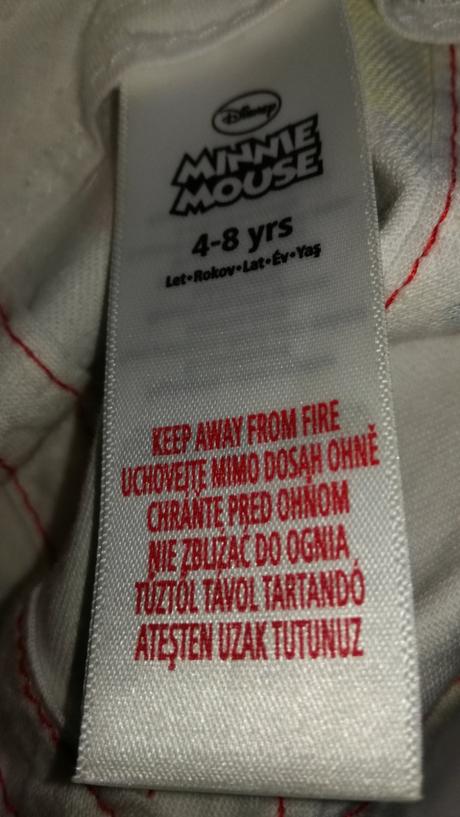 Disney
MINNIE
MOUSE
4-8 yrs
Let•Rokov•Lat•Év•Yaş
KEEP AWAY FROM FIRE
UCHOVEJTE MIMO DOSAH OHNĚ
CHRÁŇTE PRED OHŇOM
NIE ZBLIŻAĆ DO OGNIA
TŰZTŐL TÁVOL TARTANDÓ
ATEŞTEN UZAK TUTUNUZ